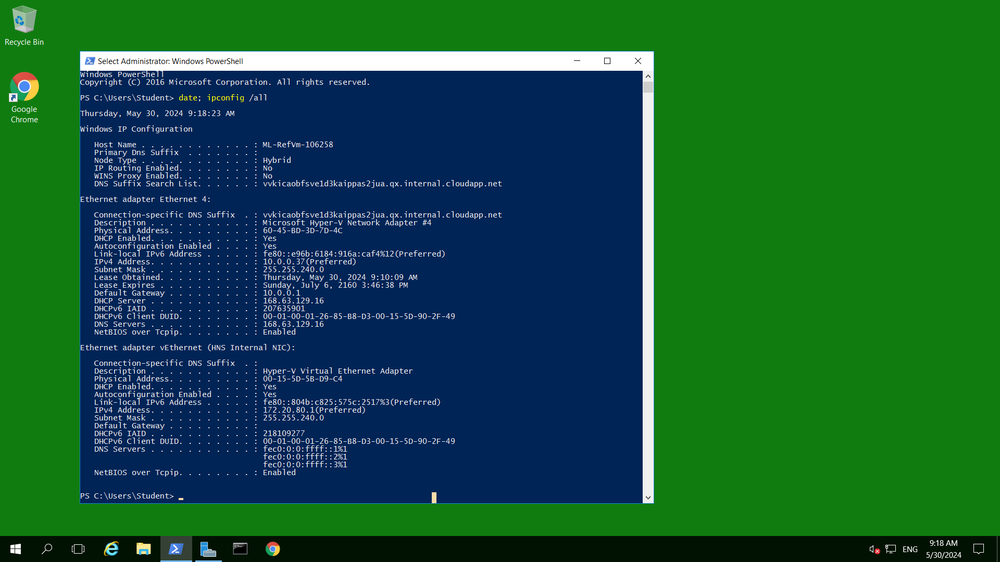 Recycle Bin
Google
Chrome
Select Administrator: Windows PowerShell
Windows PowerShell
Copyright (C) 2016 Microsoft Corporation. All rights reserved.
PS C:\Users\Student> date; ipconfig /all
Thursday, May 30, 2024 9:18:23 AM
Windows IP Configuration
Host Name . . . . . . . . . . . . : ML-RefVm-106258
Primary Dns Suffix  . . . . . . . :
Node Type . . . . . . . . . . . . : Hybrid
IP Routing Enabled. . . . . . . . : No
WINS Proxy Enabled. . . . . . . . : No
DNS Suffix Search List. . . . . . : vvkicaobfsve1d3kaippas2jua.qx.internal.cloudapp.net
Ethernet adapter Ethernet 4:
Connection-specific DNS Suffix  . : vvkicaobfsve1d3kaippas2jua.qx.internal.cloudapp.net
Description . . . . . . . . . . . : Microsoft Hyper-V Network Adapter #4
Physical Address. . . . . . . . . : 60-45-BD-3D-7D-4C
DHCP Enabled. . . . . . . . . . . : Yes
Autoconfiguration Enabled . . . . : Yes
Link-local IPv6 Address . . . . . : fe80::e96b:6184:916a:caf4%12(Preferred)
IPv4 Address. . . . . . . . . . . : 10.0.0.37(Preferred)
Subnet Mask . . . . . . . . . . . : 255.255.240.0
Lease Obtained. . . . . . . . . . : Thursday, May 30, 2024 9:10:09 AM
Lease Expires . . . . . . . . . . : Sunday, July 6, 2160 3:46:38 PM
Default Gateway . . . . . . . . . : 10.0.0.1
DHCP Server . . . . . . . . . . . : 168.63.129.16
DHCPv6 IAID . . . . . . . . . . . : 207635901
DHCPv6 Client DUID. . . . . . . . : 00-01-00-01-26-85-B8-D3-00-15-5D-90-2F-49
DNS Servers . . . . . . . . . . . : 168.63.129.16
NetBIOS over Tcpip. . . . . . . . : Enabled
Ethernet adapter vEthernet (HNS Internal NIC):
Connection-specific DNS Suffix  . :
Description . . . . . . . . . . . : Hyper-V Virtual Ethernet Adapter
Physical Address. . . . . . . . . : 00-15-5D-5B-D9-C4
DHCP Enabled. . . . . . . . . . . : Yes
Autoconfiguration Enabled . . . . : Yes
Link-local IPv6 Address . . . . . : fe80::804b:c825:575c:2517%3(Preferred)
IPv4 Address. . . . . . . . . . . : 172.20.80.1(Preferred)
Subnet Mask . . . . . . . . . . . : 255.255.240.0
Default Gateway . . . . . . . . . :
DHCPv6 IAID . . . . . . . . . . . : 218109277
DHCPv6 Client DUID. . . . . . . . : 00-01-00-01-26-85-B8-D3-00-15-5D-90-2F-49
DNS Servers . . . . . . . . . . . : fec0:0:0:ffff::1%1
fec0:0:0:ffff::2%1
fec0:0:0:ffff::3%1
NetBIOS over Tcpip. . . . . . . . : Enabled
PS C:\Users\Student>
ENG
9:18 AM
5/30/2024